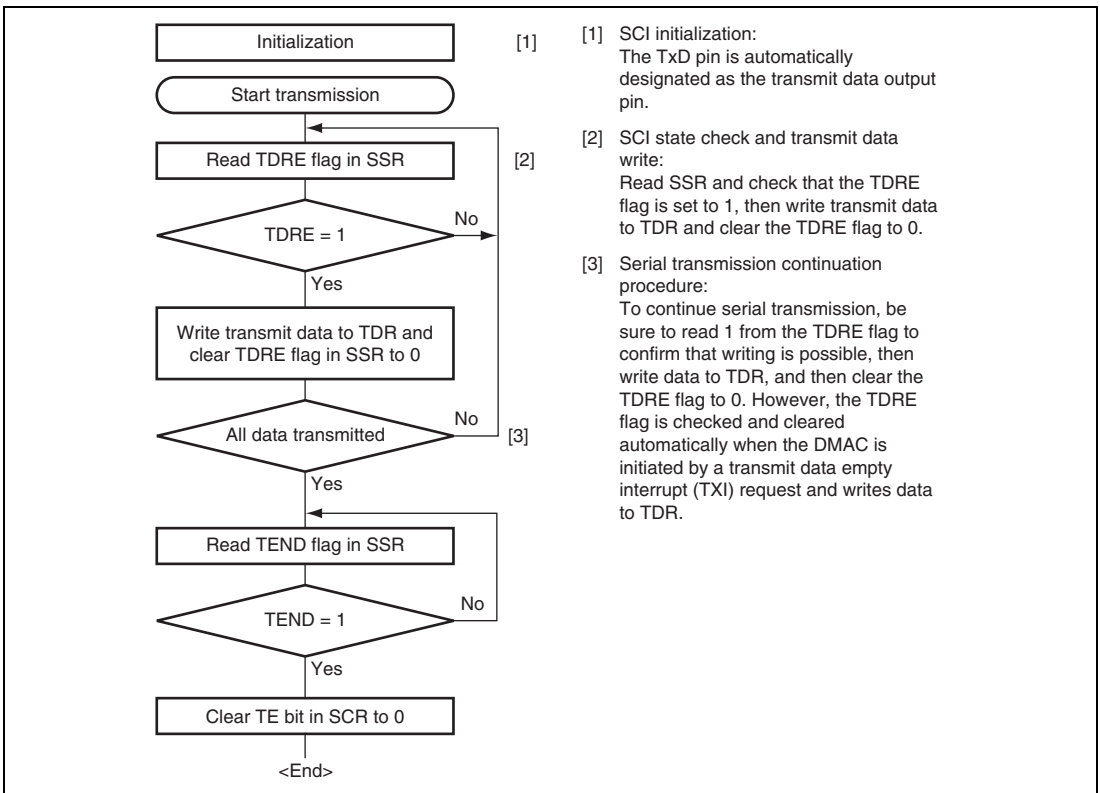 Initialization [1]
Start transmission
Read TDRE flag in SSR [2]
No
TDRE = 1
Yes
Write transmit data to TDR and
clear TDRE flag in SSR to 0
No
All data transmitted [3]
Yes
Read TEND flag in SSR
No
TEND = 1
Yes
Clear TE bit in SCR to 0
<End>
[1] SCI initialization:
The TxD pin is automatically
designated as the transmit data output
pin.
[2] SCI state check and transmit data
write:
Read SSR and check that the TDRE
flag is set to 1, then write transmit data
to TDR and clear the TDRE flag to 0.
[3] Serial transmission continuation
procedure:
To continue serial transmission, be
sure to read 1 from the TDRE flag to
confirm that writing is possible, then
write data to TDR, and then clear the
TDRE flag to 0. However, the TDRE
flag is checked and cleared
automatically when the DMAC is
initiated by a transmit data empty
interrupt (TXI) request and writes data
to TDR.